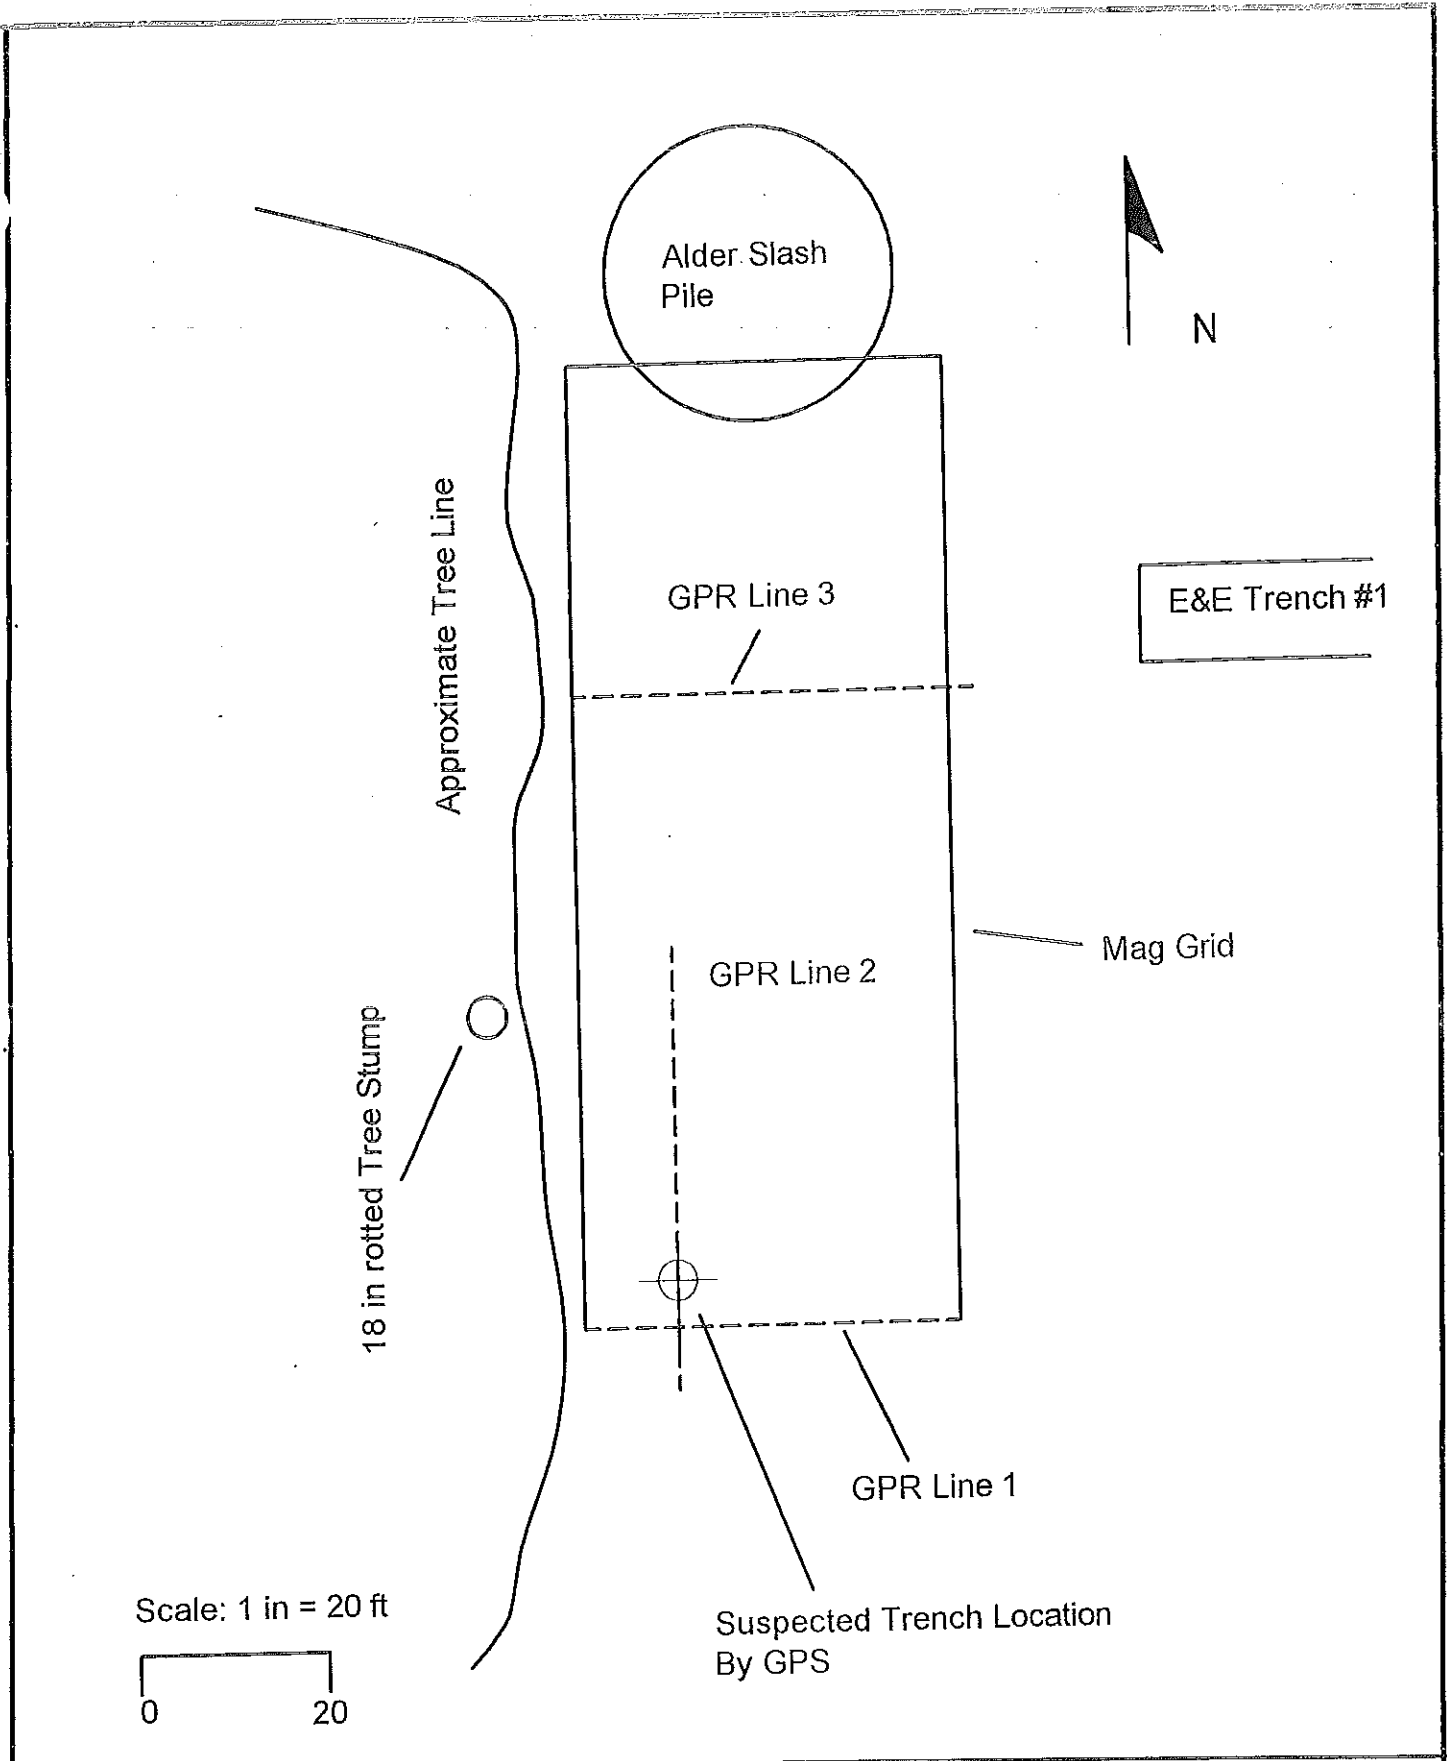 Alder Slash
Pile
N
Approximate Tree Line
GPR Line 3
E&E Trench #1
GPR Line 2
Mag Grid
18 in rotted Tree Stump
GPR Line 1
Scale: 1 in = 20 ft
0 20
Suspected Trench Location
By GPS